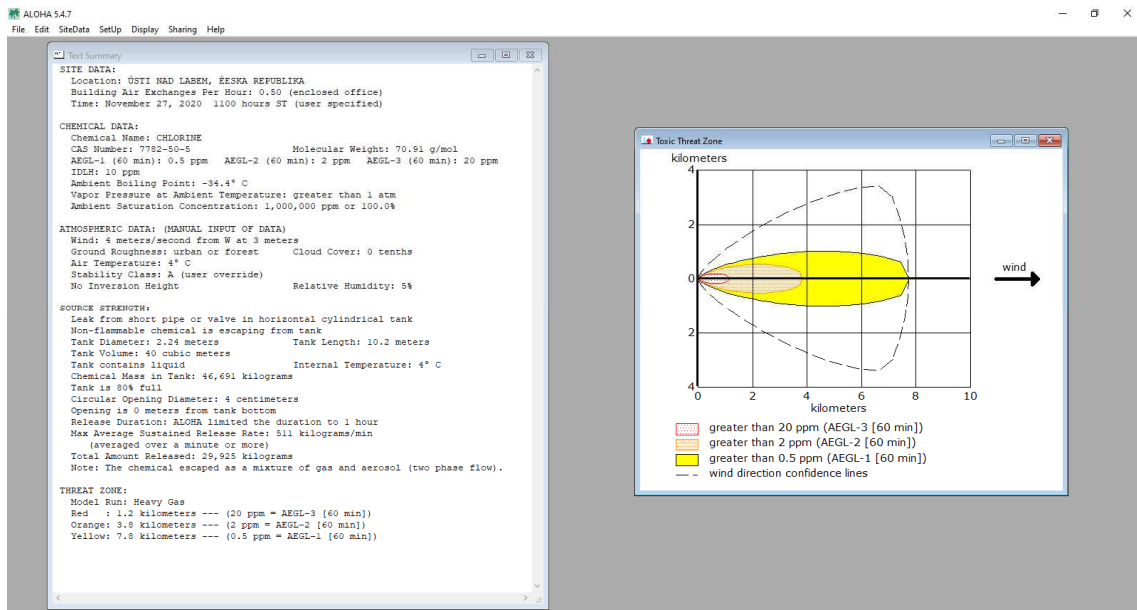 ALOHA 5.4.7
File Edit SiteData SetUp Display Sharing Help
Text Summary
SITE DATA:
Location: ÚSTI NAD LABEM, ÉESKA REPUBLIKA
Building Air Exchanges Per Hour: 0.50 (enclosed office)
Time: November 27, 2020 1100 hours ST (user specified)
CHEMICAL DATA:
Chemical Name: CHLORINE
CAS Number: 7782-50-5 Molecular Weight: 70.91 g/mol
AEGL-1 (60 min): 0.5 ppm AEGL-2 (60 min): 2 ppm AEGL-3 (60 min): 20 ppm
IDLH: 10 ppm
Ambient Boiling Point: -34.4° C
Vapor Pressure at Ambient Temperature: greater than 1 atm
Ambient Saturation Concentration: 1,000,000 ppm or 100.0%
ATMOSPHERIC DATA: (MANUAL INPUT OF DATA)
Wind: 4 meters/second from W at 3 meters
Ground Roughness: urban or forest Cloud Cover: 0 tenths
Air Temperature: 4° C
Stability Class: A (user override)
No Inversion Height Relative Humidity: 5%
SOURCE STRENGTH:
Leak from short pipe or valve in horizontal cylindrical tank
Non-flammable chemical is escaping from tank
Tank Diameter: 2.24 meters Tank Length: 10.2 meters
Tank Volume: 40 cubic meters
Tank contains liquid Internal Temperature: 4° C
Chemical Mass in Tank: 46,691 kilograms
Tank is 80% full
Circular Opening Diameter: 4 centimeters
Opening is 0 meters from tank bottom
Release Duration: ALOHA limited the duration to 1 hour
Max Average Sustained Release Rate: 511 kilograms/min
(averaged over a minute or more)
Total Amount Released: 29,925 kilograms
Note: The chemical escaped as a mixture of gas and aerosol (two phase flow).
THREAT ZONE:
Model Run: Heavy Gas
Red : 1.2 kilometers --- (20 ppm = AEGL-3 [60 min])
Orange: 3.8 kilometers --- (2 ppm = AEGL-2 [60 min])
Yellow: 7.8 kilometers --- (0.5 ppm = AEGL-1 [60 min])
Toxic Threat Zone
kilometers
4
2
0
2
4
0 2 4 6 8 10
kilometers
wind
greater than 20 ppm (AEGL-3 [60 min])
greater than 2 ppm (AEGL-2 [60 min])
greater than 0.5 ppm (AEGL-1 [60 min])
wind direction confidence lines